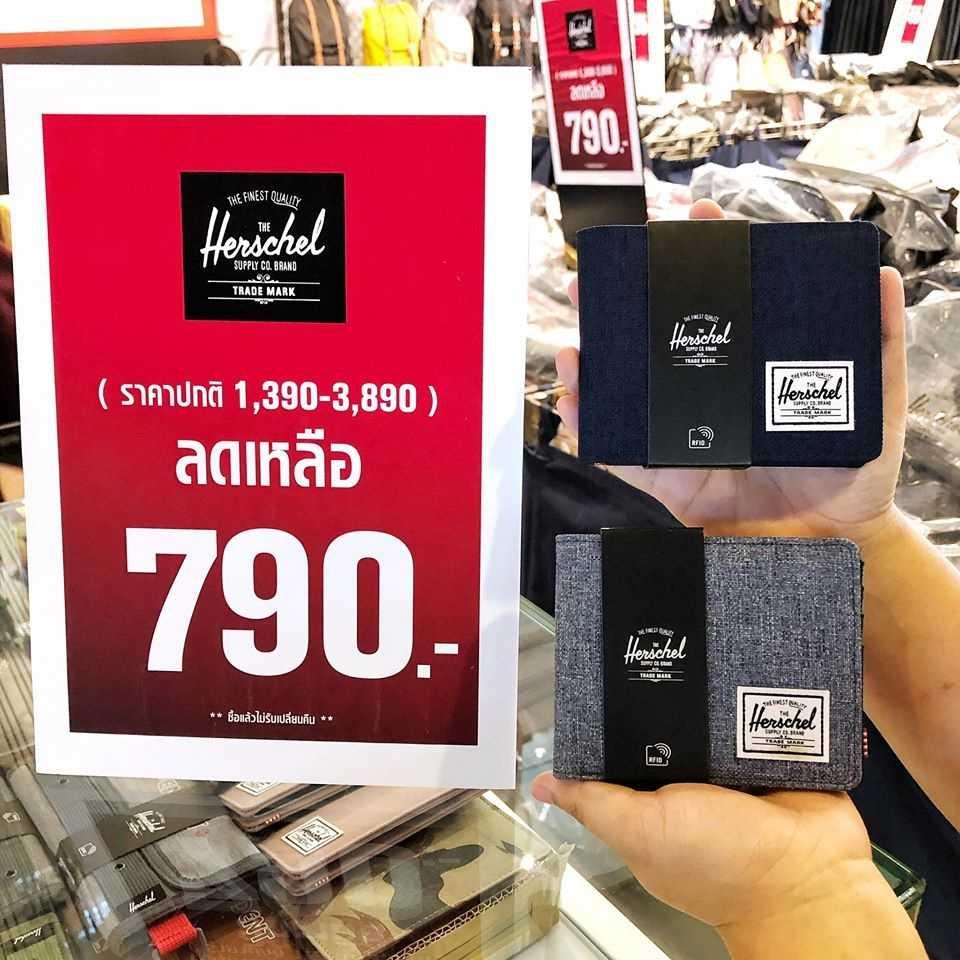 THE FINEST QUALITY
THE
Herschel
SUPPLY CO. BRAND
TRADE MARK
( ราคาปกติ 1,390-3,890 )
ลดเหลือ
790.-
** ซื้อแล้วไม่รับเปลี่ยนคืน **
Herschel
ลดเหลือ
790.-
THE FINEST QUALITY
THE
Herschel
SUPPLY CO. BRAND
TRADE MARK
RFID
THE FINEST QUALITY
THE
Herschel
SUPPLY CO. BRAND
TRADE MARK
THE FINEST QUALITY
THE
Herschel
SUPPLY CO. BRAND
TRADE MARK
RFID
THE FINEST QUALITY
THE
Herschel
SUPPLY CO. BRAND
TRADE MARK
Herschel